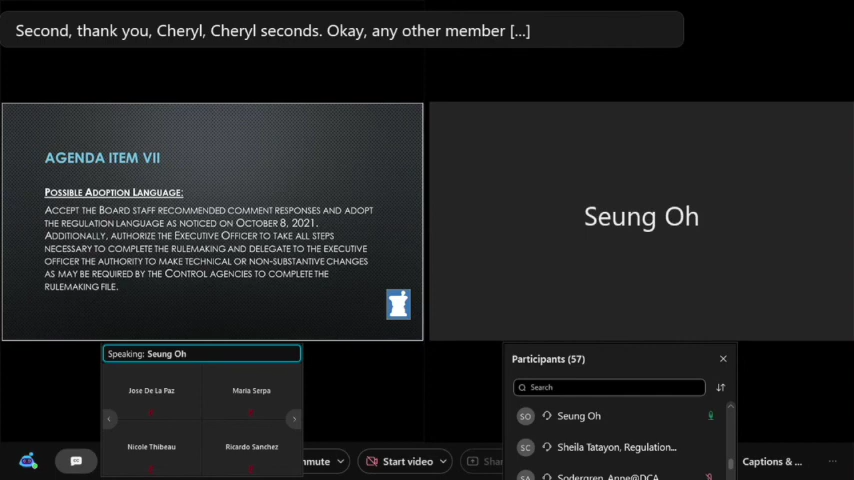 Second, thank you, Cheryl, Cheryl seconds. Okay, any other member [...]
AGENDA ITEM VII
POSSIBLE ADOPTION LANGUAGE:
ACCEPT THE BOARD STAFF RECOMMENDED COMMENT RESPONSES AND ADOPT
THE REGULATION LANGUAGE AS NOTICED ON OCTOBER 8, 2021.
ADDITIONALLY, AUTHORIZE THE EXECUTIVE OFFICER TO TAKE ALL STEPS
NECESSARY TO COMPLETE THE RULEMAKING AND DELEGATE TO THE EXECUTIVE
OFFICER THE AUTHORITY TO MAKE TECHNICAL OR NON-SUBSTANTIVE CHANGES
AS MAY BE REQUIRED BY THE CONTROL AGENCIES TO COMPLETE THE
RULEMAKING FILE.
Seung Oh
Speaking: Seung Oh
Jose De La Paz
Maria Serpa
Nicole Thibeau
Ricardo Sanchez
Participants (57)
Search
SO Seung Oh
SC Sheila Tatayon, Regulation...
SA Sodergren, Anne@DCA
mute
Start video
Shar
Captions & ...